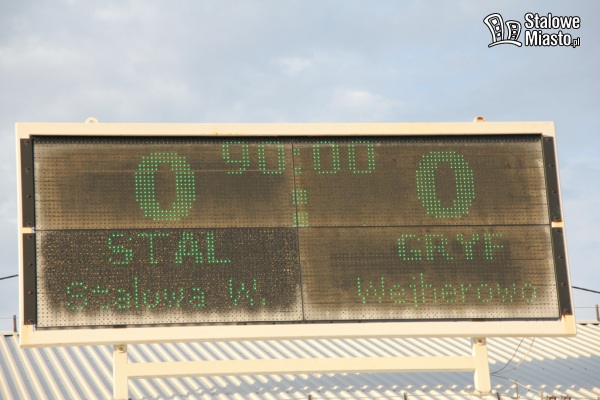 Stalowe
Miasto.pl
90:00
0 : 0
STAL GRYF
Stalowa W. Wejherowo